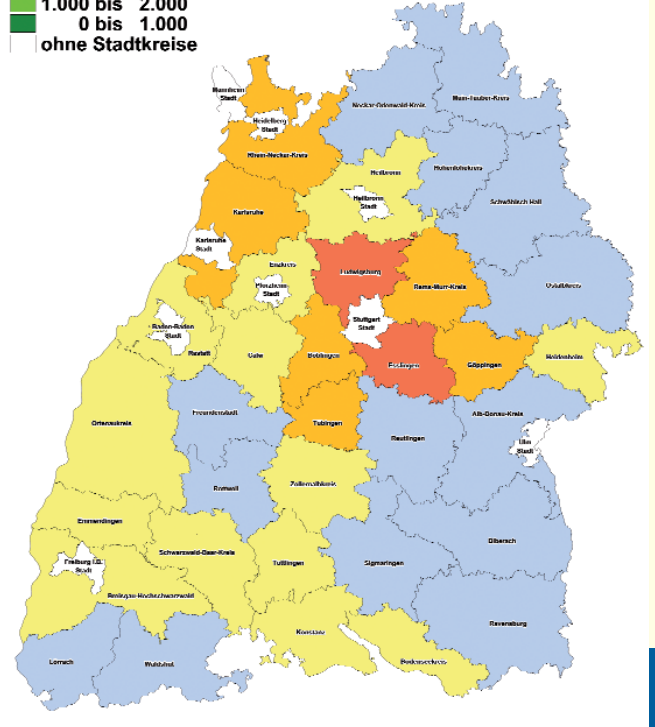 1.000 bis 2.000
0 bis 1.000
ohne Stadtkreise
Mannheim
Stadt
Neckar-Odenwald-Kreis
Main-Tauber-Kreis
Heidelberg
Stadt
Rhein-Neckar-Kreis
Hohenlohekreis
Heilbronn
Heilbronn
Stadt
Schwäbisch Hall
Karlsruhe
Karlsruhe
Stadt
Enzkreis
Ludwigsburg
Rems-Murr-Kreis
Ostalbkreis
Pforzheim
Stadt
Stuttgart
Stadt
Baden-Baden
Stadt
Rastatt
Calw
Böblingen
Esslingen
Göppingen
Heidenheim
Freudenstadt
Alb-Donau-Kreis
Ortenaukreis
Tübingen
Reutlingen
Ulm
Stadt
Rottweil
Zollernalbkreis
Emmendingen
Biberach
Schwarzwald-Baar-Kreis
Freiburg i.B.
Stadt
Tuttlingen
Sigmaringen
Breisgau-Hochschwarzwald
Ravensburg
Konstanz
Lörrach
Waldshut
Bodenseekreis